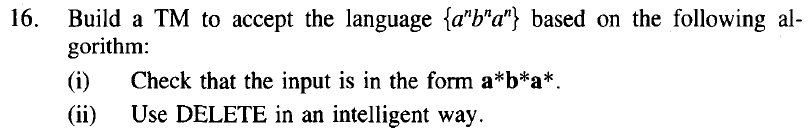 16. Build a TM to accept the language {aⁿbⁿaⁿ} based on the following al-
gorithm:
(i) Check that the input is in the form a*b*a*.
(ii) Use DELETE in an intelligent way.